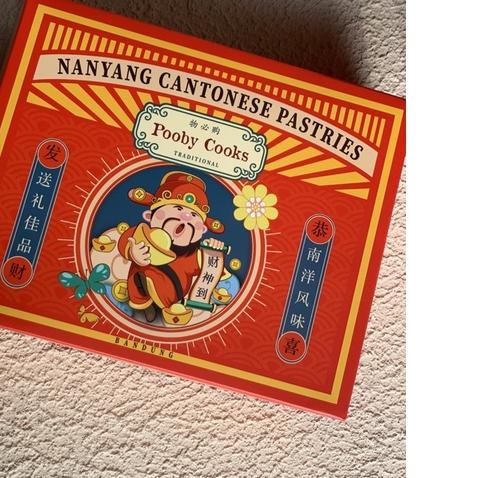 NANYANG CANTONESE PASTRIES
物必购
Pooby Cooks
TRADITIONAL
发
送礼佳品
财
恭
南洋风味
喜
财神到
BANDUNG